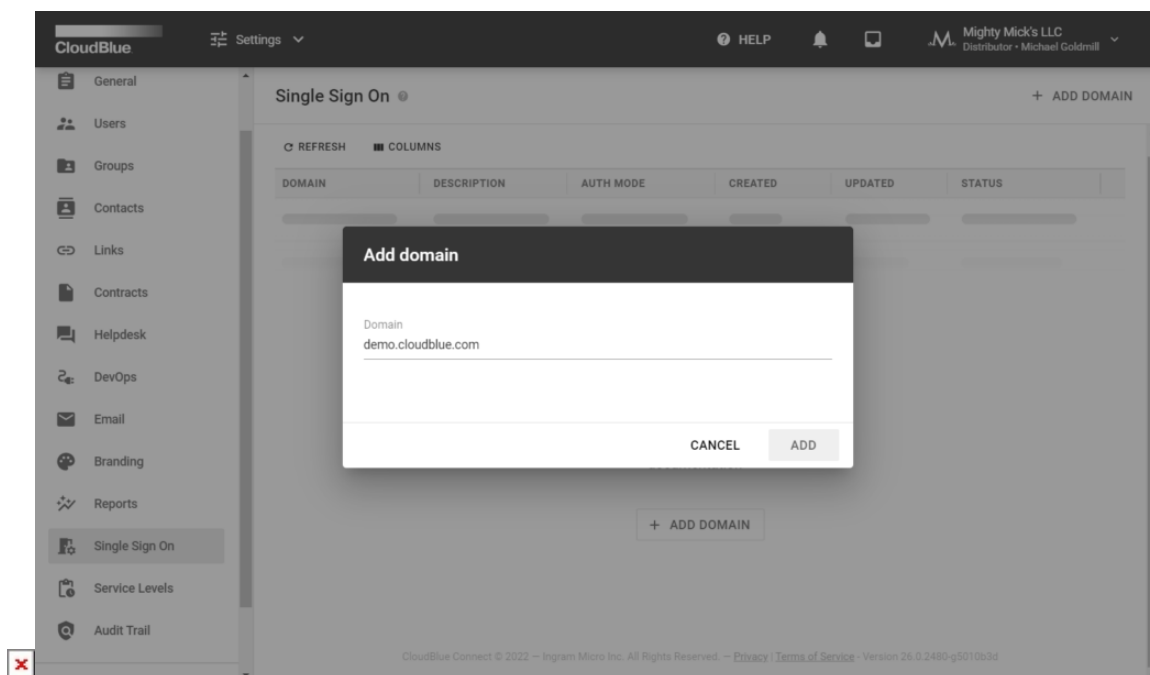 CloudBlue
Settings
HELP
Mighty Mick's LLC
Distributor • Michael Goldmill
General
Users
Groups
Contacts
Links
Contracts
Helpdesk
DevOps
Email
Branding
Reports
Single Sign On
Service Levels
Audit Trail
Single Sign On
+ ADD DOMAIN
REFRESH COLUMNS
DOMAIN DESCRIPTION AUTH MODE CREATED UPDATED STATUS
Add domain
Domain
demo.cloudblue.com
CANCEL ADD
+ ADD DOMAIN
CloudBlue Connect © 2022 — Ingram Micro Inc. All Rights Reserved. — Privacy | Terms of Service - Version 26.0.2480-g5010b3d